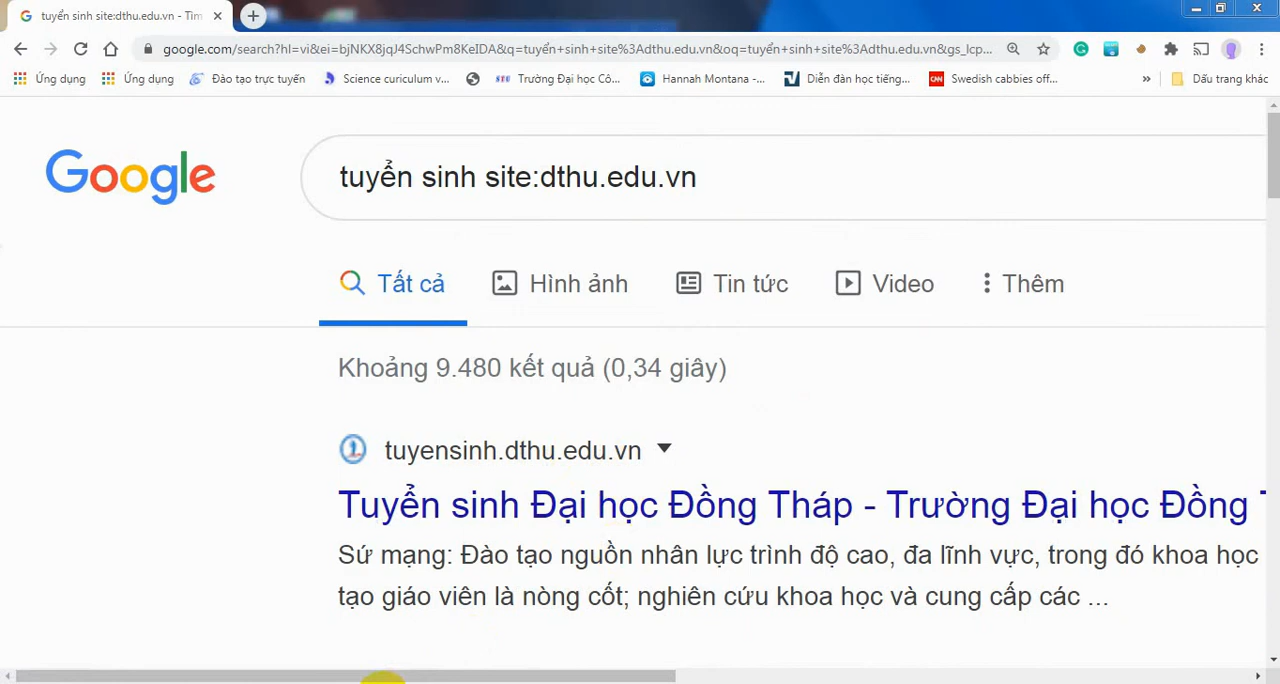 tuyển sinh site:dthu.edu.vn - Tìm
google.com/search?hl=vi&ei=bjNKX8jqJ4SchwPm8KeIDA&q=tuyển+sinh+site%3Adthu.edu.vn&oq=tuyển+sinh+site%3Adthu.edu.vn&gs_lcp...
Ứng dụng Ứng dụng Đào tạo trực tuyến Science curiculum v... Trường Đại học Cô... Hannah Montana -... Diễn đàn học tiếng... CNN Swedish cabbies off... » Dấu trang khác
Google
tuyển sinh site:dthu.edu.vn
Tất cả Hình ảnh Tin tức Video Thêm
Khoảng 9.480 kết quả (0,34 giây)
tuyensinh.dthu.edu.vn
Tuyển sinh Đại học Đồng Tháp - Trường Đại học Đồng T
Sứ mạng: Đào tạo nguồn nhân lực trình độ cao, đa lĩnh vực, trong đó khoa học
tạo giáo viên là nòng cốt; nghiên cứu khoa học và cung cấp các ...